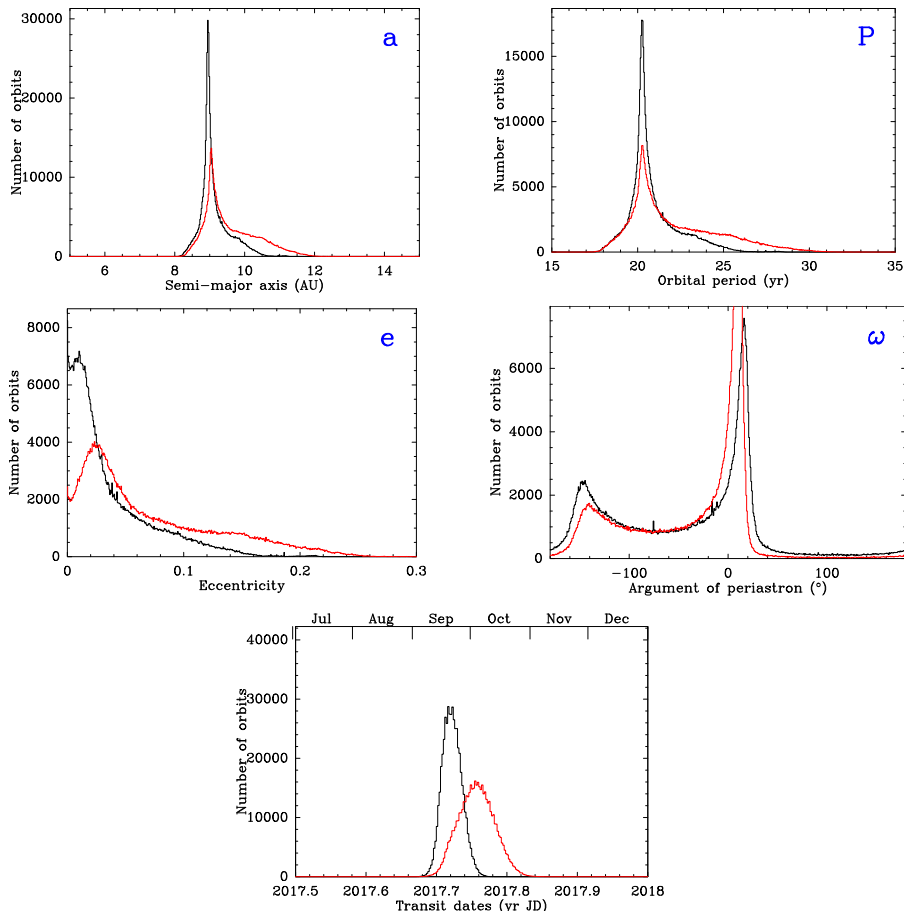 a
Number of orbits
30000
20000
10000
0
6 8 10 12 14
Semi-major axis (AU)
P
Number of orbits
15000
10000
5000
0
15 20 25 30 35
Orbital period (yr)
e
Number of orbits
8000
6000
4000
2000
0
0 0.1 0.2 0.3
Eccentricity
ω
Number of orbits
6000
4000
2000
0
-100 0 100
Argument of periastron (°)
Jul Aug Sep Oct Nov Dec
Number of orbits
40000
30000
20000
10000
0
2017.5 2017.6 2017.7 2017.8 2017.9 2018
Transit dates (yr JD)